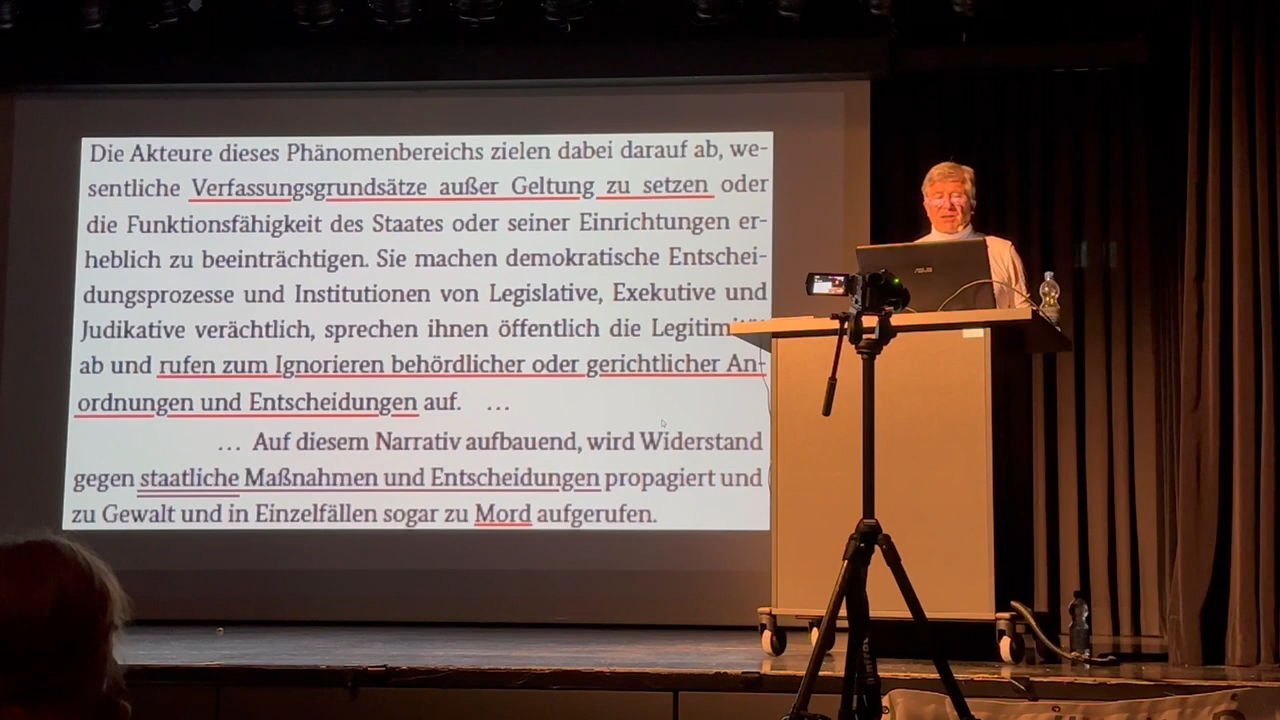 Die Akteure dieses Phänomenbereichs zielen dabei darauf ab, we-
sentliche Verfassungsgrundsätze außer Geltung zu setzen oder
die Funktionsfähigkeit des Staates oder seiner Einrichtungen er-
heblich zu beeinträchtigen. Sie machen demokratische Entschei-
dungsprozesse und Institutionen von Legislative, Exekutive und
Judikative verächtlich, sprechen ihnen öffentlich die
ab und rufen zum Ignorieren behördlicher oder gerichtlicher An-
ordnungen und Entscheidungen auf. ...
... Auf diesem Narrativ aufbauend, wird Widerstand
gegen staatliche Maßnahmen und Entscheidungen propagiert und
zu Gewalt und in Einzelfällen sogar zu Mord aufgerufen.
ASUS